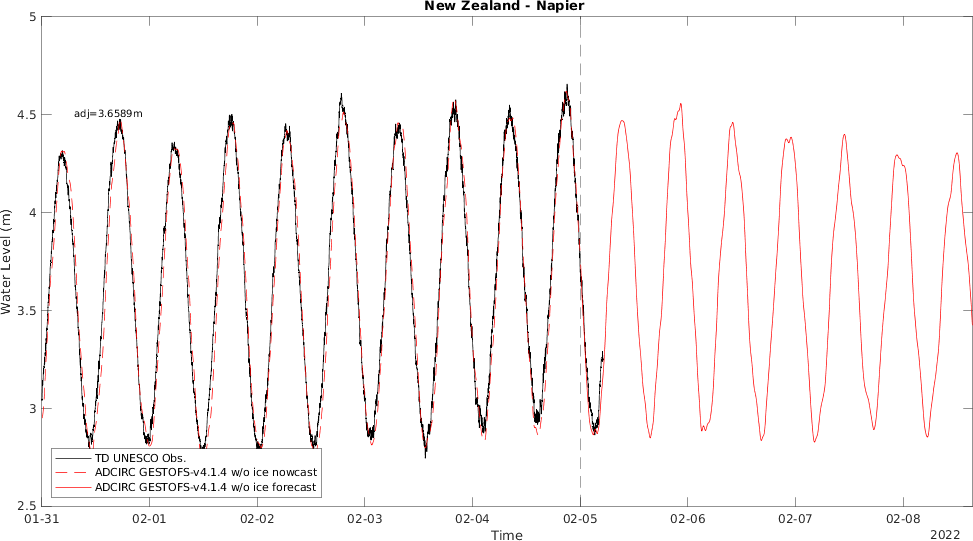 New Zealand - Napier
5
adj=3.6589m
4.5
4
3.5
3
2.5
Water Level (m)
TD UNESCO Obs.
ADCIRC GESTOFS-v4.1.4 w/o ice nowcast
ADCIRC GESTOFS-v4.1.4 w/o ice forecast
01-31 02-01 02-02 02-03 02-04 02-05 02-06 02-07 02-08
Time
2022